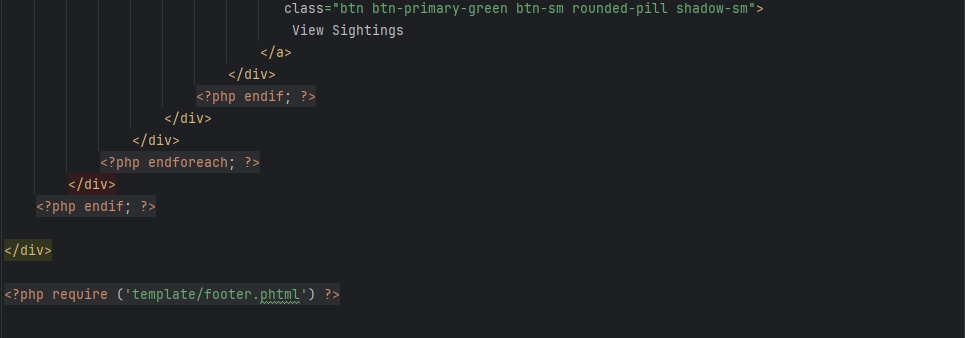 class="btn btn-primary-green btn-sm rounded-pill shadow-sm">
View Sightings
</a>
</div>
<?php endif; ?>
</div>
</div>
<?php endforeach; ?>
</div>
<?php endif; ?>
</div>
<?php require ('template/footer.phtml') ?>